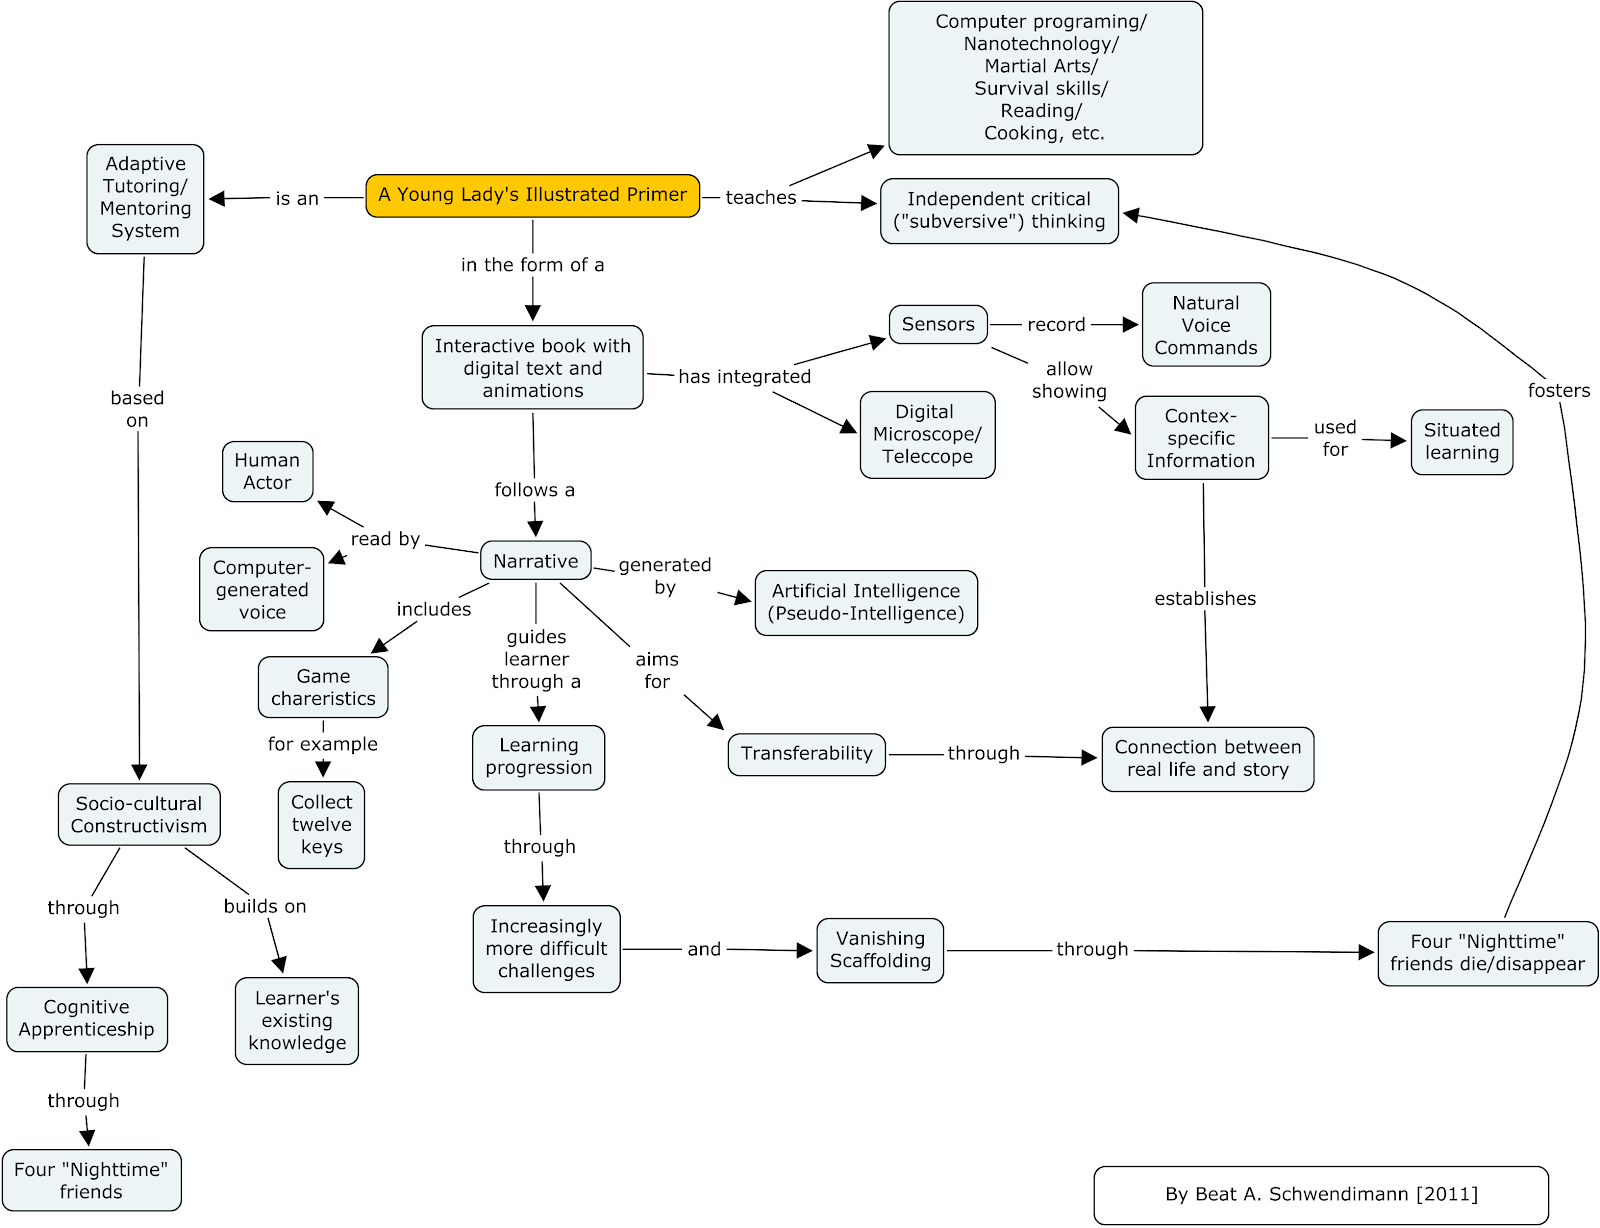 Computer programing/
Nanotechnology/
Martial Arts/
Survival skills/
Reading/
Cooking, etc.
Adaptive
Tutoring/
Mentoring
System
is an
A Young Lady's Illustrated Primer
teaches
Independent critical
("subversive") thinking
in the form of a
Interactive book with
digital text and
animations
has integrated
Sensors
record
Natural
Voice
Commands
allow
showing
Digital
Microscope/
Teleccope
Contex-
specific
Information
used
for
Situated
learning
fosters
based
on
follows a
Human
Actor
read by
Computer-
generated
voice
Narrative
generated
by
Artificial Intelligence
(Pseudo-Intelligence)
includes
guides
learner
through a
aims
for
establishes
Game
chareristics
for example
Collect
twelve
keys
Learning
progression
Transferability
through
Connection between
real life and story
Socio-cultural
Constructivism
through
builds on
through
Increasingly
more difficult
challenges
and
Vanishing
Scaffolding
through
Four "Nighttime"
friends die/disappear
Cognitive
Apprenticeship
Learner's
existing
knowledge
through
Four "Nighttime"
friends
By Beat A. Schwendimann [2011]